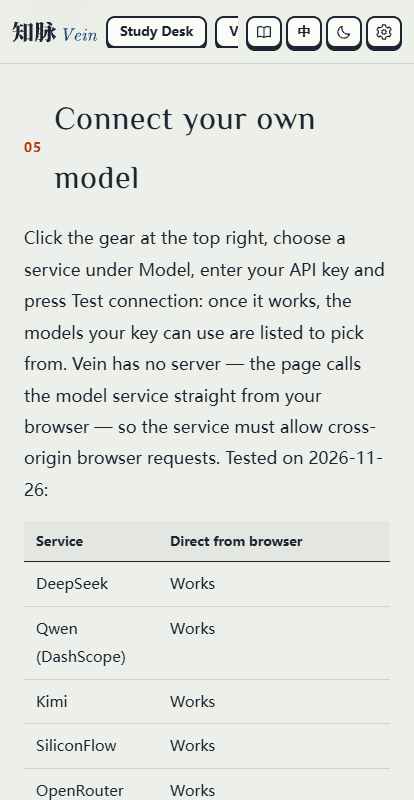 知脉 Vein Study Desk V 中
05 Connect your own
model
Click the gear at the top right, choose a
service under Model, enter your API key and
press Test connection: once it works, the
models your key can use are listed to pick
from. Vein has no server — the page calls
the model service straight from your
browser — so the service must allow cross-
origin browser requests. Tested on 2026-11-
26:
Service Direct from browser
DeepSeek Works
Qwen Works
(DashScope)
Kimi Works
SiliconFlow Works
OpenRouter Works